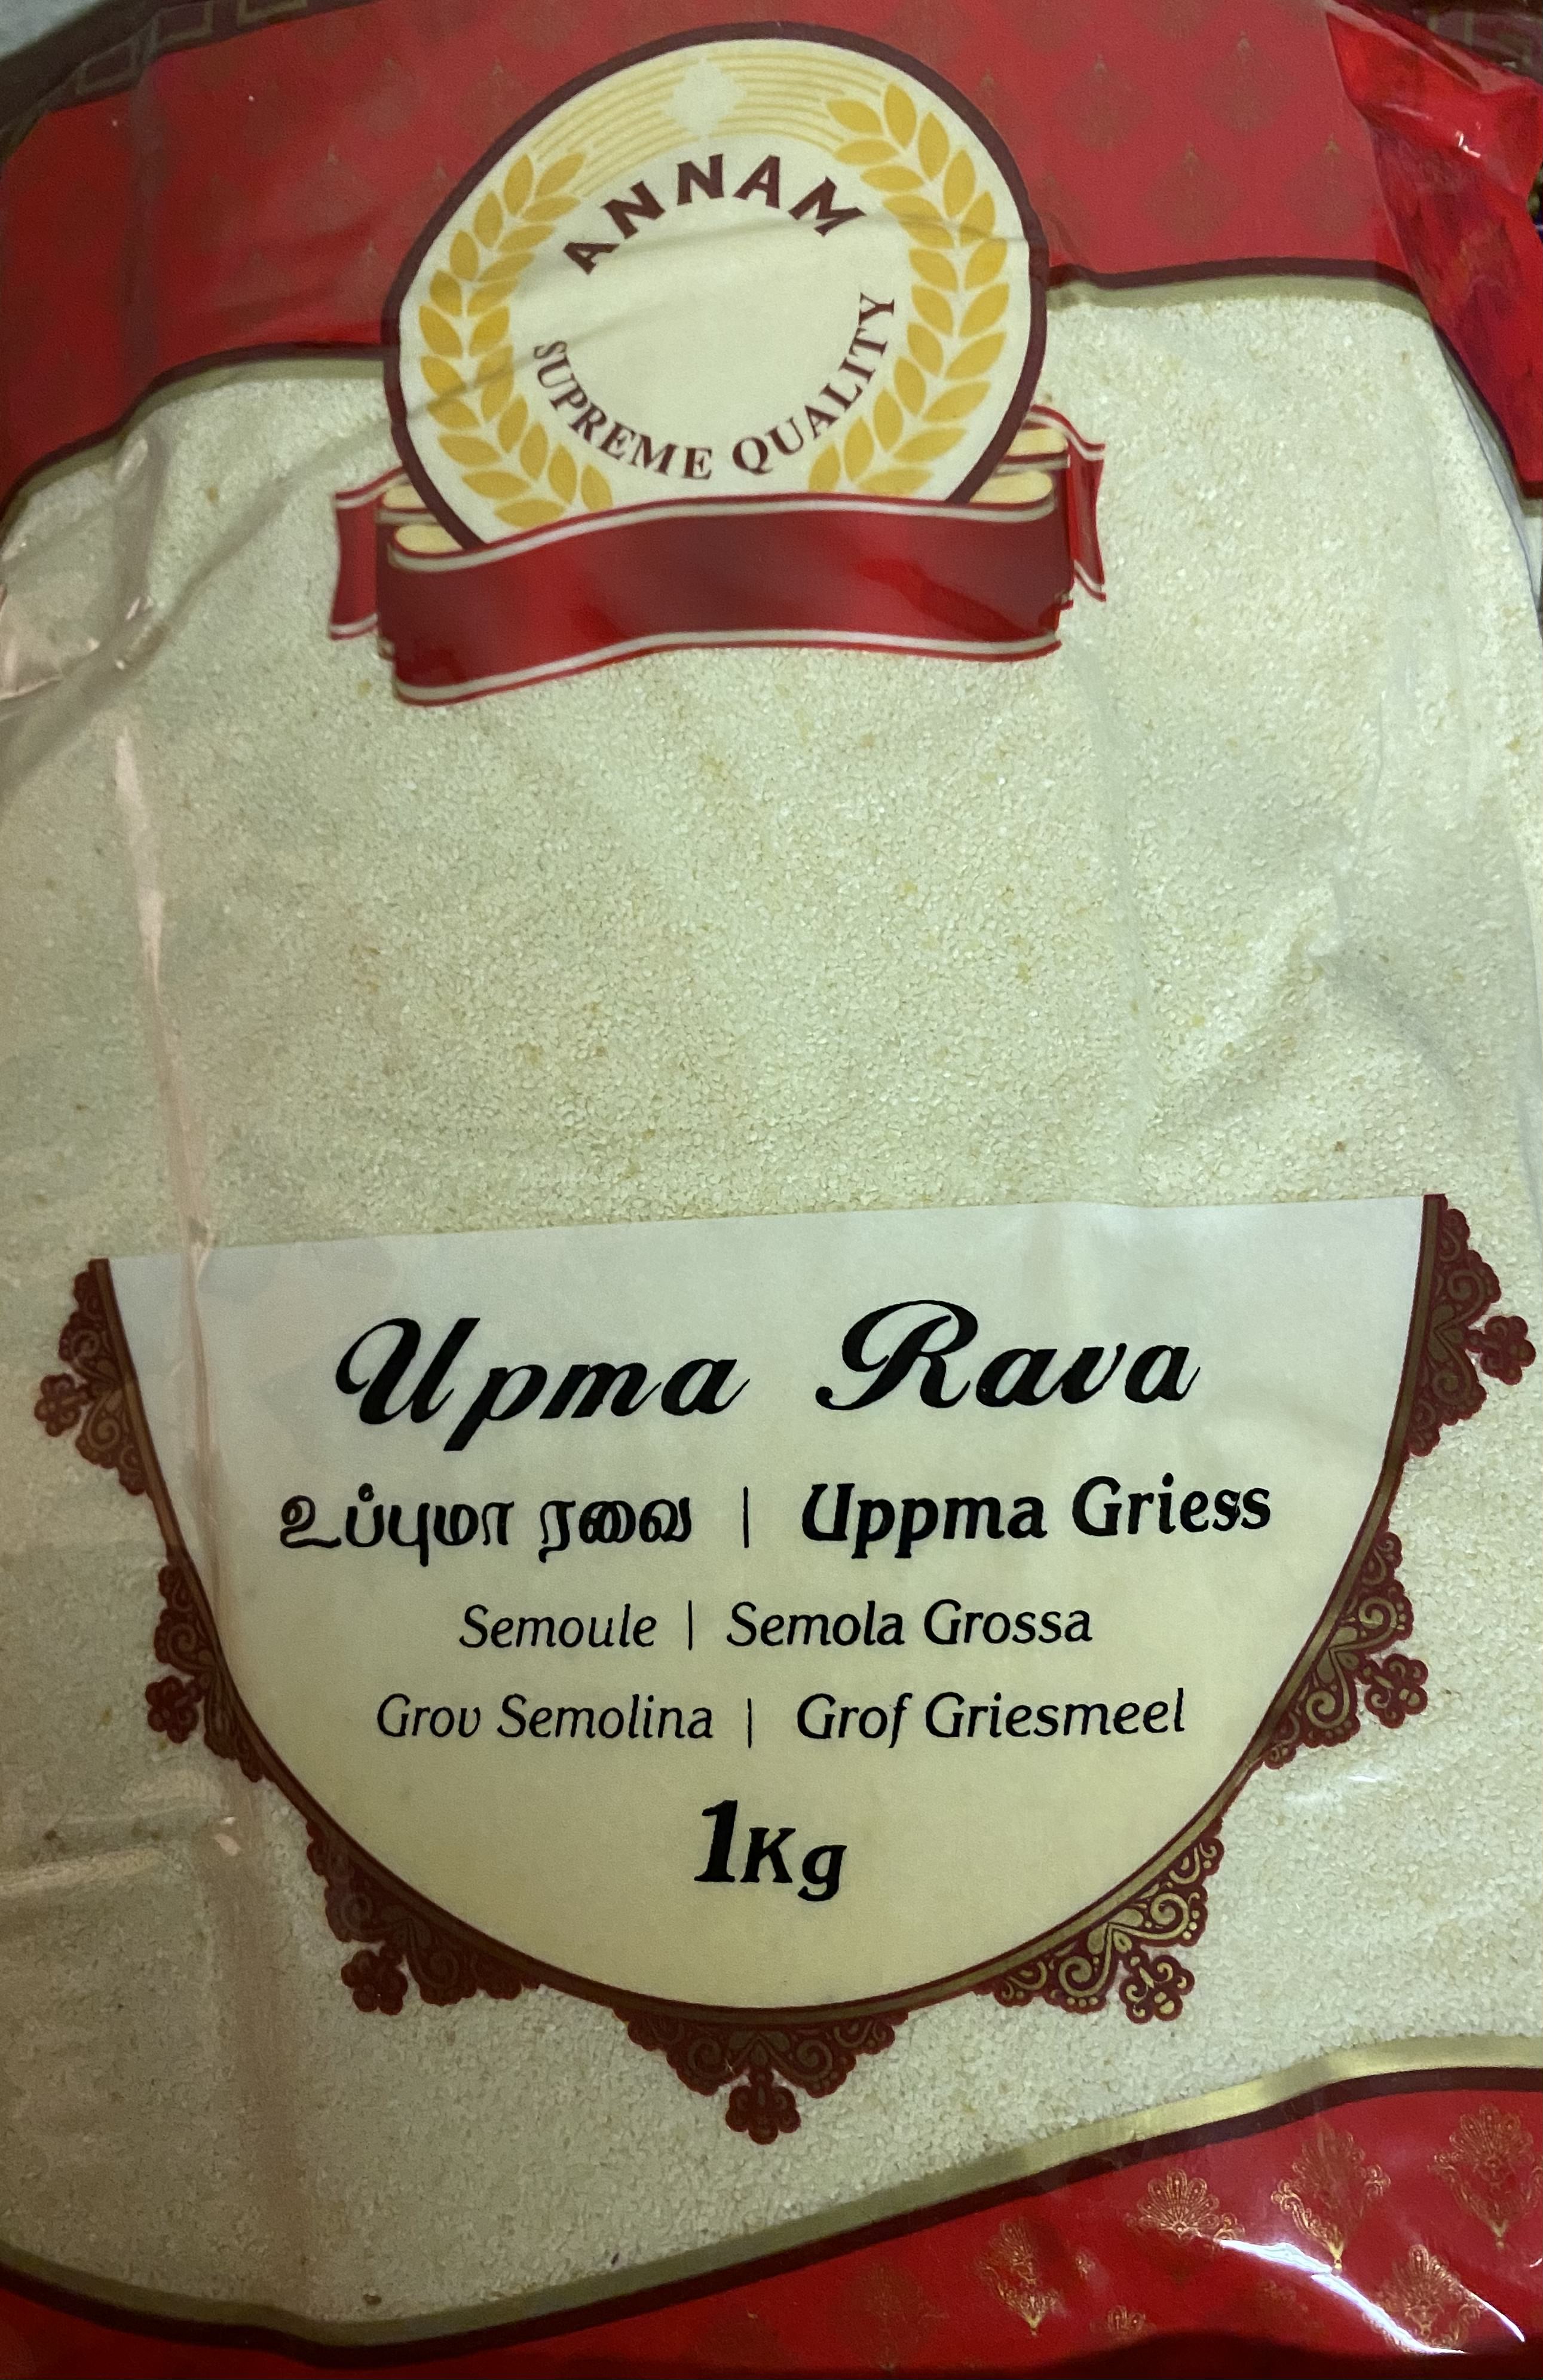 ANNAM
SUPREME QUALITY
Upma Rava
உப்புமா ரவை | Uppma Griess
Semoule | Semola Grossa
Grov Semolina | Grof Griesmeel
1Kg